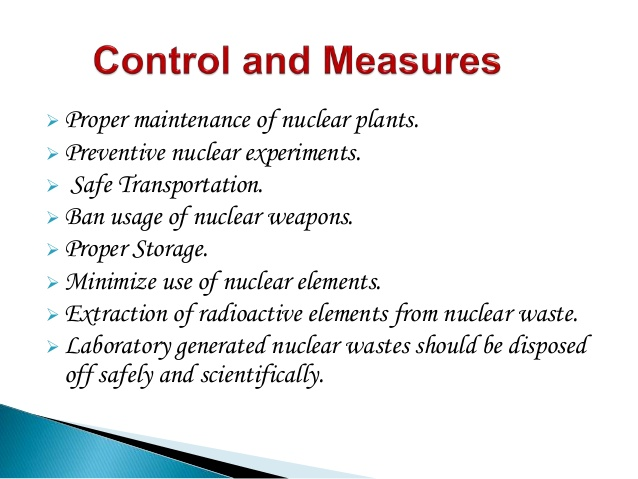 Control and Measures
Proper maintenance of nuclear plants.
Preventive nuclear experiments.
Safe Transportation.
Ban usage of nuclear weapons.
Proper Storage.
Minimize use of nuclear elements.
Extraction of radioactive elements from nuclear waste.
Laboratory generated nuclear wastes should be disposed
off safely and scientifically.